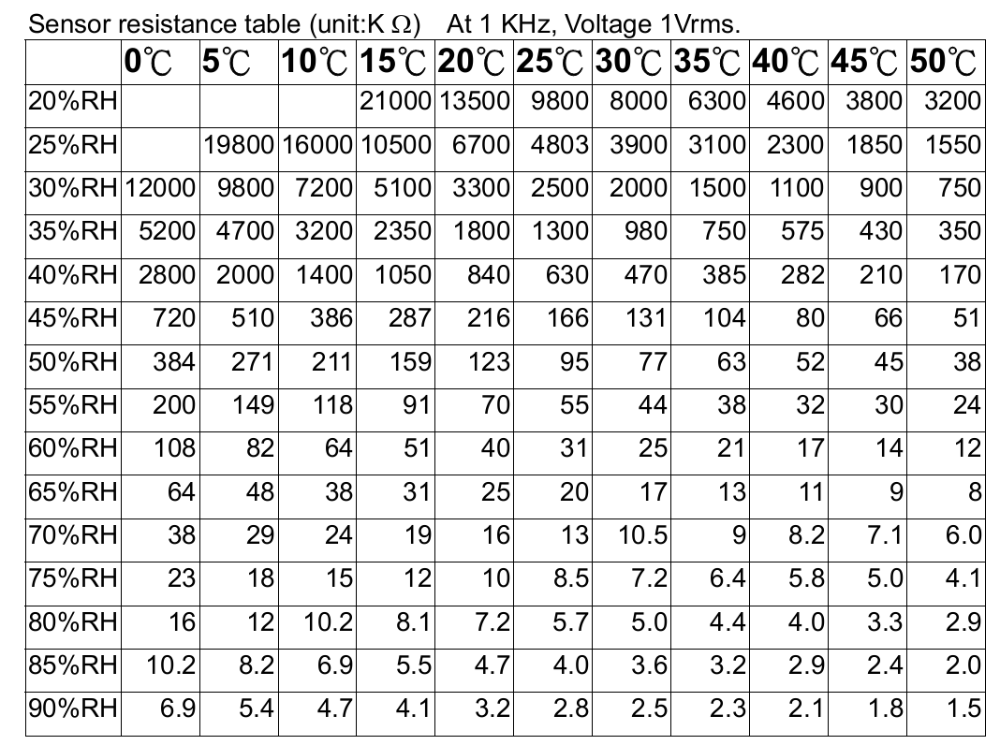 Sensor resistance table (unit:K Ω) At 1 KHz, Voltage 1Vrms.
0℃ 5℃ 10℃ 15℃ 20℃ 25℃ 30℃ 35℃ 40℃ 45℃ 50℃
20%RH 21000 13500 9800 8000 6300 4600 3800 3200
25%RH 19800 16000 10500 6700 4803 3900 3100 2300 1850 1550
30%RH 12000 9800 7200 5100 3300 2500 2000 1500 1100 900 750
35%RH 5200 4700 3200 2350 1800 1300 980 750 575 430 350
40%RH 2800 2000 1400 1050 840 630 470 385 282 210 170
45%RH 720 510 386 287 216 166 131 104 80 66 51
50%RH 384 271 211 159 123 95 77 63 52 45 38
55%RH 200 149 118 91 70 55 44 38 32 30 24
60%RH 108 82 64 51 40 31 25 21 17 14 12
65%RH 64 48 38 31 25 20 17 13 11 9 8
70%RH 38 29 24 19 16 13 10.5 9 8.2 7.1 6.0
75%RH 23 18 15 12 10 8.5 7.2 6.4 5.8 5.0 4.1
80%RH 16 12 10.2 8.1 7.2 5.7 5.0 4.4 4.0 3.3 2.9
85%RH 10.2 8.2 6.9 5.5 4.7 4.0 3.6 3.2 2.9 2.4 2.0
90%RH 6.9 5.4 4.7 4.1 3.2 2.8 2.5 2.3 2.1 1.8 1.5